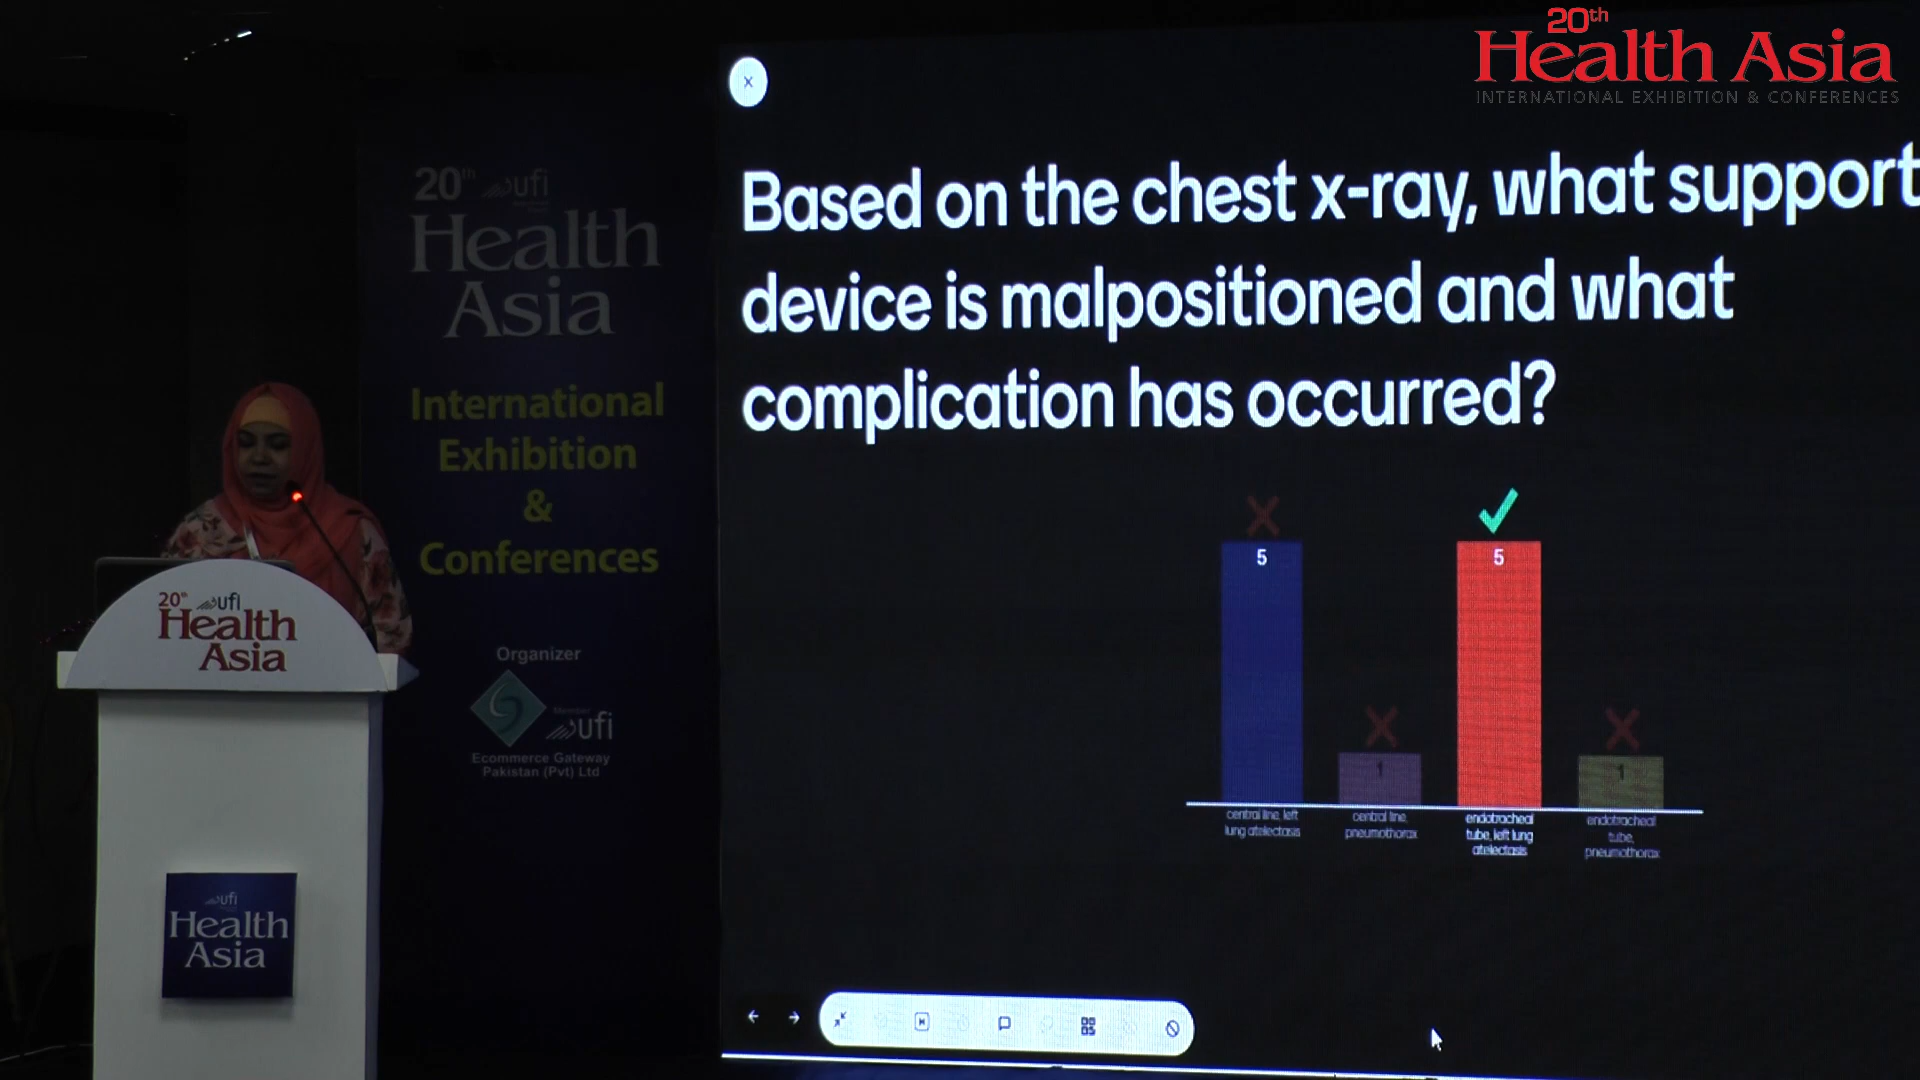 20th
Health Asia
INTERNATIONAL EXHIBITION & CONFERENCES
20th ufi
Health
Asia
International
Exhibition
&
Conferences
Organizer
Member
ufi
Ecommerce Gateway
Pakistan (Pvt) Ltd
20th ufi
Health
Asia
ufi
Health
Asia
Based on the chest x-ray, what support
device is malpositioned and what
complication has occurred?
5
1
5
1
central line, left
lung atelectasis
central line,
pneumothorax
endotracheal
tube, left lung
atelectasis
endotracheal
tube,
pneumothorax